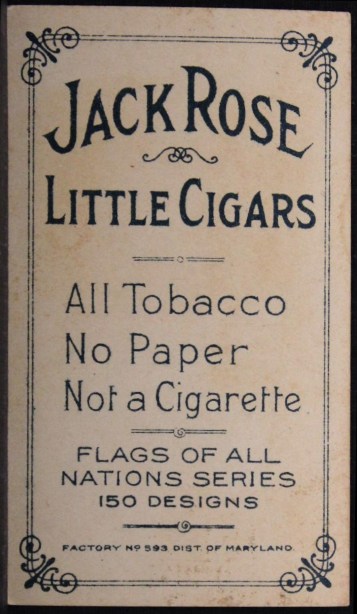 JACK ROSE
LITTLE CIGARS
All Tobacco
No Paper
Not a Cigarette
FLAGS OF ALL
NATIONS SERIES
150 DESIGNS
FACTORY Nº 593 DIST. OF MARYLAND.